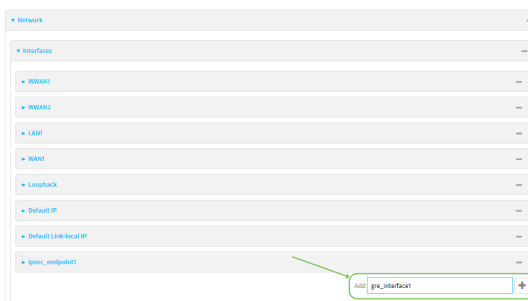 Network
Interfaces
WWAN1
WWAN2
LAN1
WAN1
Loopback
Default IP
Default Link-local IP
ipsec_endpoint1
Add gre_interface1